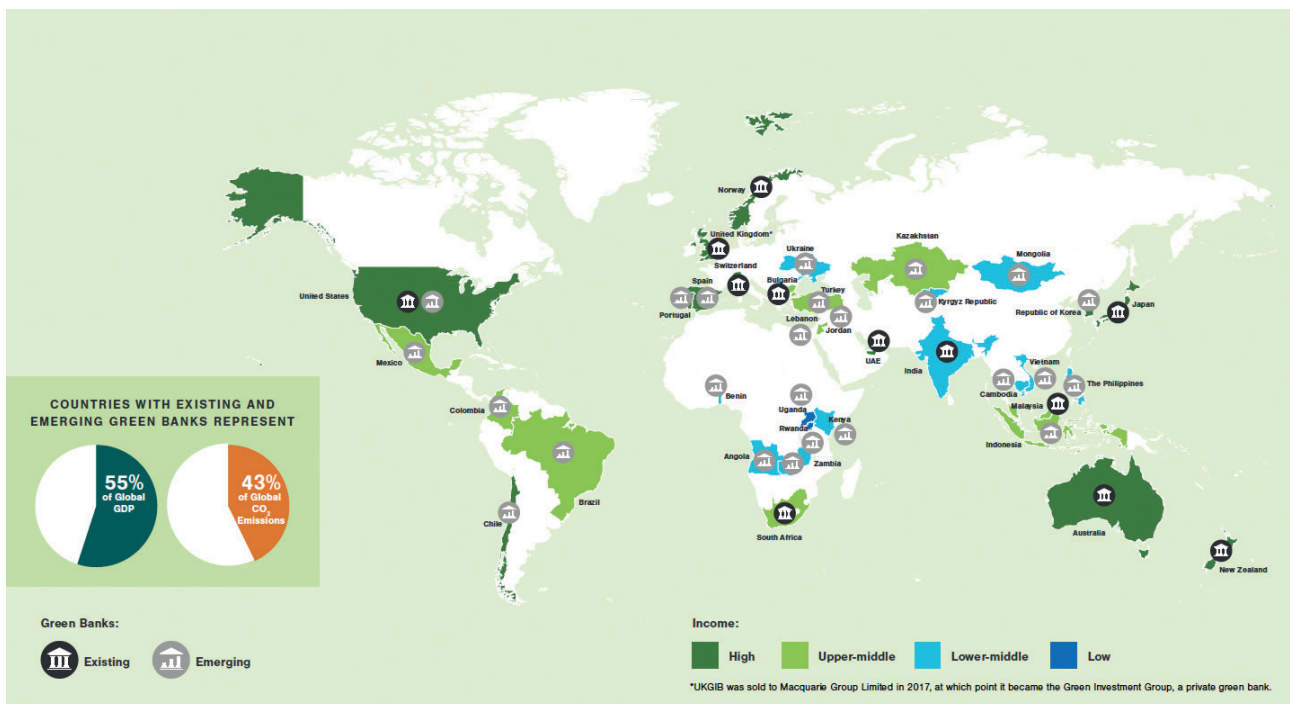 Norway
United Kingdom*
Ukraine
Kazakhstan
Mongolia
Switzerland
Bulgaria
Spain
Turkey
United States
Kyrgyz Republic
Portugal
Republic of Korea
Japan
Lebanon
Jordan
Mexico
UAE
India
Vietnam
The Philippines
Cambodia
Benin
Malaysia
Colombia
Uganda
Kenya
Rwanda
Indonesia
Angola
Zambia
Brazil
Chile
South Africa
Australia
New Zealand
COUNTRIES WITH EXISTING AND
EMERGING GREEN BANKS REPRESENT
55%
of Global
GDP
43%
of Global
CO2
Emissions
Green Banks:
Existing
Emerging
Income:
High
Upper-middle
Lower-middle
Low
*UKGIB was sold to Macquarie Group Limited in 2017, at which point it became the Green Investment Group, a private green bank.